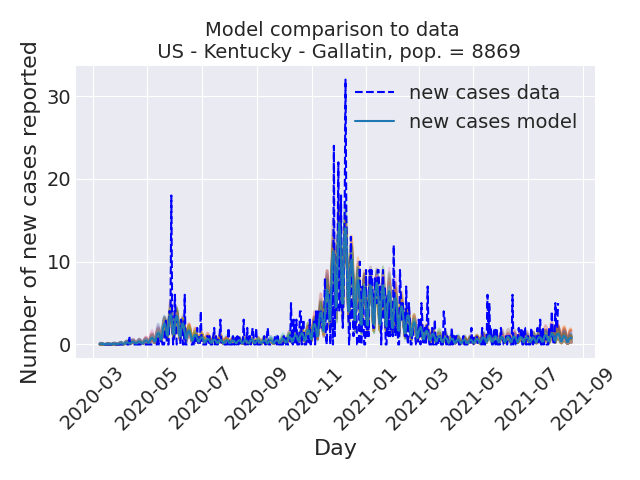 Model comparison to data
US - Kentucky - Gallatin, pop. = 8869
new cases data
new cases model
Number of new cases reported
30
20
10
0
2020-03
2020-05
2020-07
2020-09
2020-11
2021-01
2021-03
2021-05
2021-07
2021-09
Day